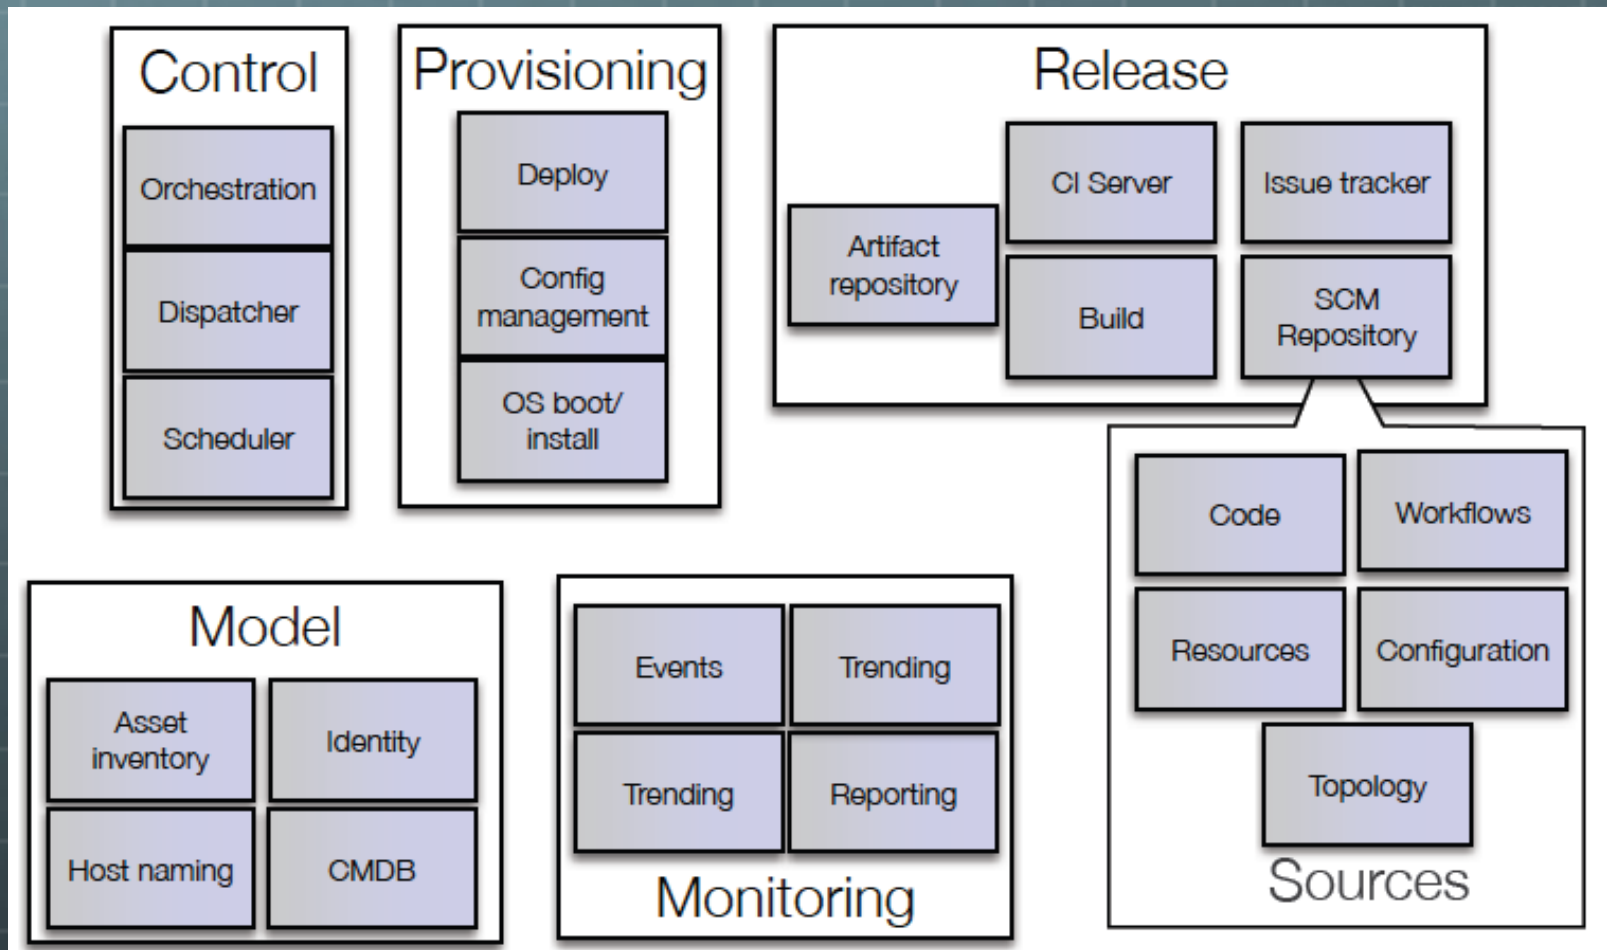 Control
Orchestration
Dispatcher
Scheduler
Provisioning
Deploy
Config
management
OS boot/
install
Release
Artifact
repository
CI Server
Build
Issue tracker
SCM
Repository
Code
Workflows
Resources
Configuration
Topology
Sources
Model
Asset
inventory
Identity
Host naming
CMDB
Events
Trending
Trending
Reporting
Monitoring